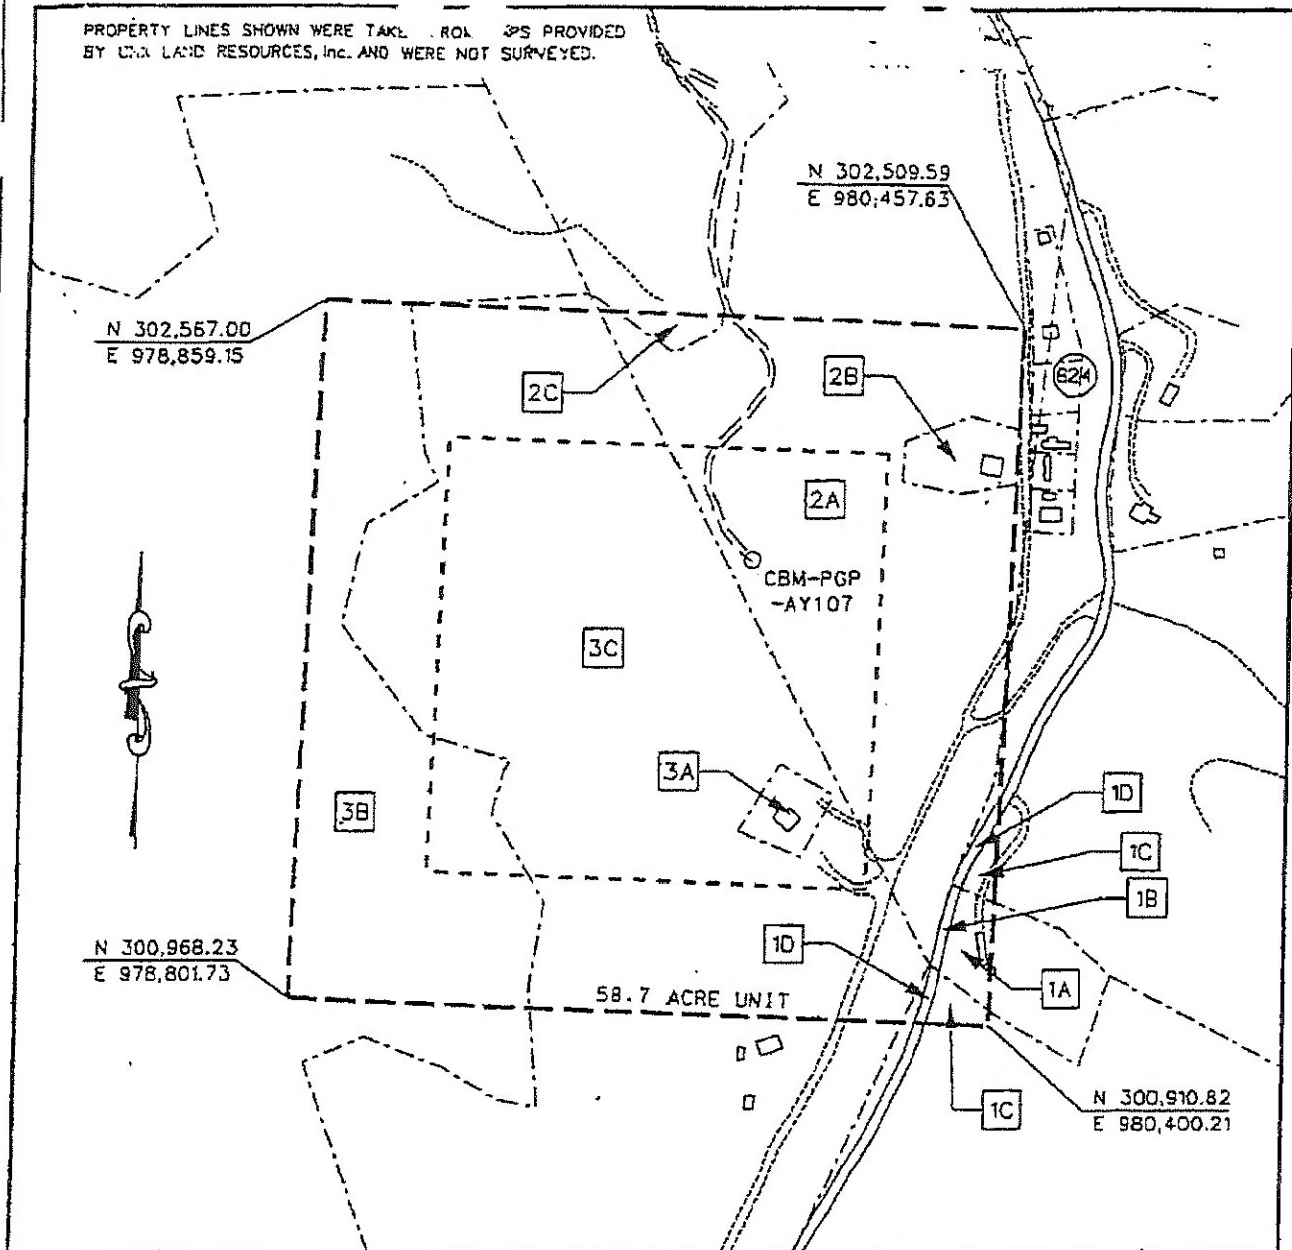 PROPERTY LINES SHOWN WERE PROVIDED
BY LAND RESOURCES, Inc. AND WERE NOT SURVEYED.
N 302,509.59
E 980,457.63
N 302,567.00
E 978,859.15
2C
2B
2A
CBM-PGP
-AY107
3C
3A
3B
1D
1C
1B
1D
1A
N 300,968.23
E 978,801.73
58.7 ACRE UNIT
1C
N 300,910.82
E 980,400.21